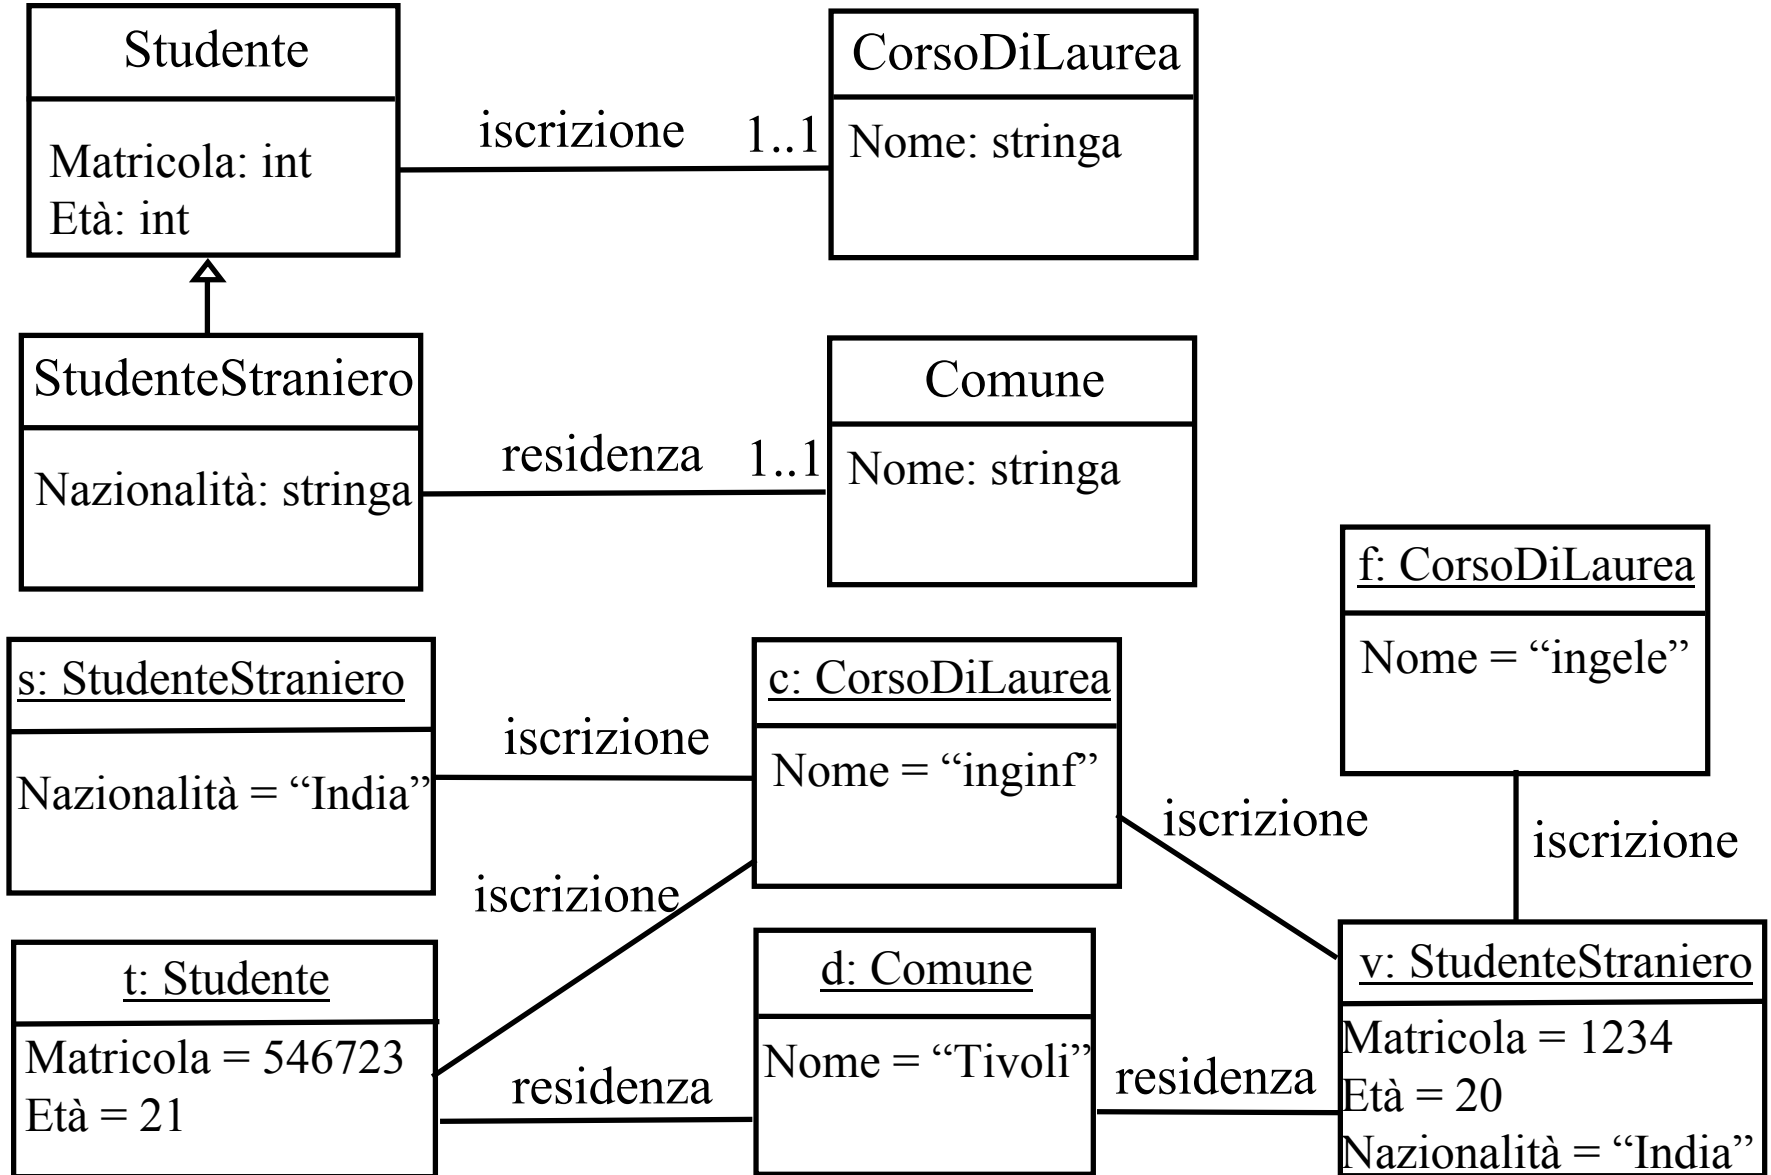 Studente
Matricola: int
Età: int
iscrizione
1..1
CorsoDiLaurea
Nome: stringa
StudenteStraniero
Nazionalità: stringa
residenza
1..1
Comune
Nome: stringa
f: CorsoDiLaurea
Nome = “ingele”
s: StudenteStraniero
Nazionalità = “India”
iscrizione
c: CorsoDiLaurea
Nome = “inginf”
iscrizione
iscrizione
iscrizione
t: Studente
Matricola = 546723
Età = 21
residenza
d: Comune
Nome = “Tivoli”
residenza
v: StudenteStraniero
Matricola = 1234
Età = 20
Nazionalità = “India”